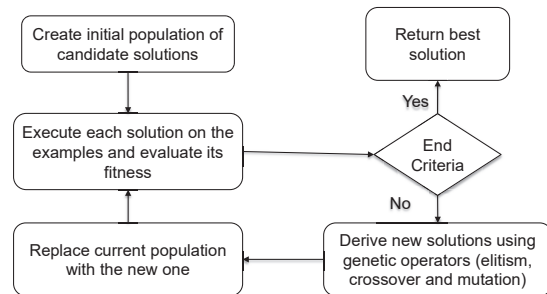 Create initial population of
candidate solutions
Return best
solution
Yes
Execute each solution on the
examples and evaluate its
fitness
End
Criteria
No
Replace current population
with the new one
Derive new solutions using
genetic operators (elitism,
crossover and mutation)